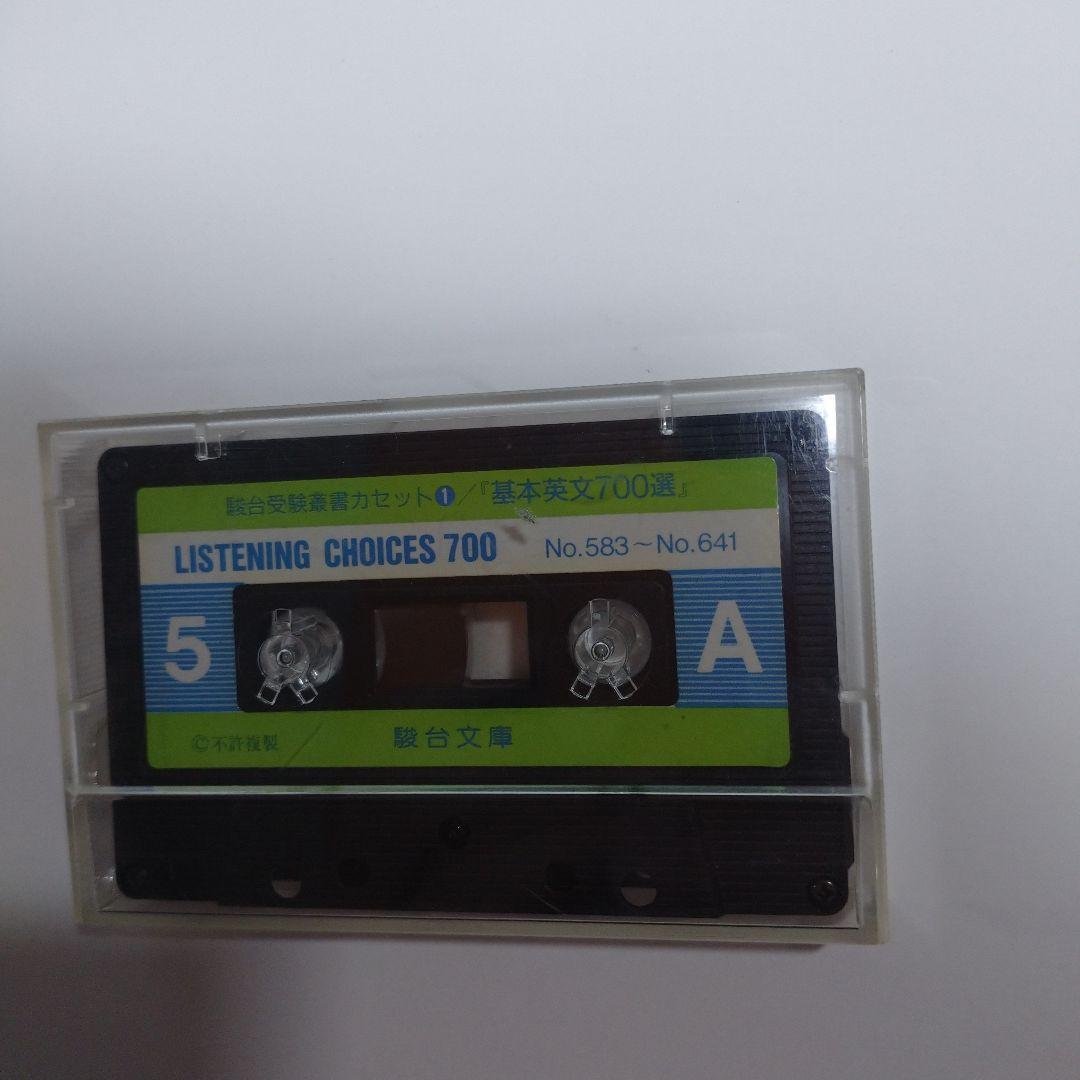 駿台受験叢書カセット❶/『基本英文700選』
LISTENING CHOICES 700 No.583〜No.641
5 A
©不許複製 駿台文庫